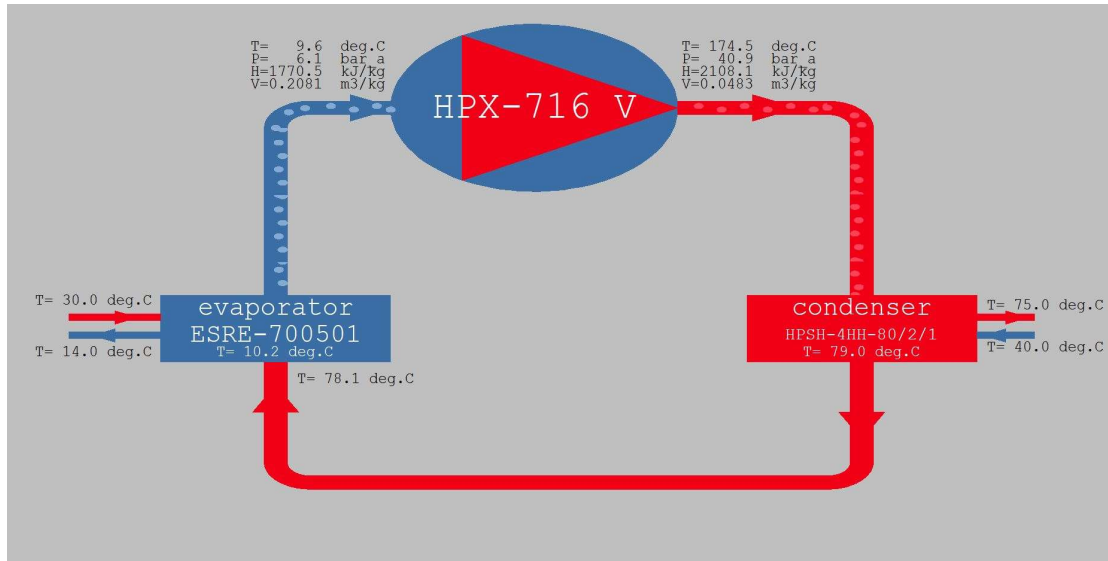 T=   9.6  deg.C
P=   6.1  bar a
H=1770.5  kJ/kg
V=0.2081  m3/kg
T= 174.5  deg.C
P=  40.9  bar a
H=2108.1  kJ/kg
V=0.0483  m3/kg
HPX-716 V
T= 30.0 deg.C
T= 14.0 deg.C
evaporator
ESRE-700501
T= 10.2 deg.C
T= 78.1 deg.C
condenser
HPSH-4HH-80/2/1
T= 79.0 deg.C
T= 75.0 deg.C
T= 40.0 deg.C